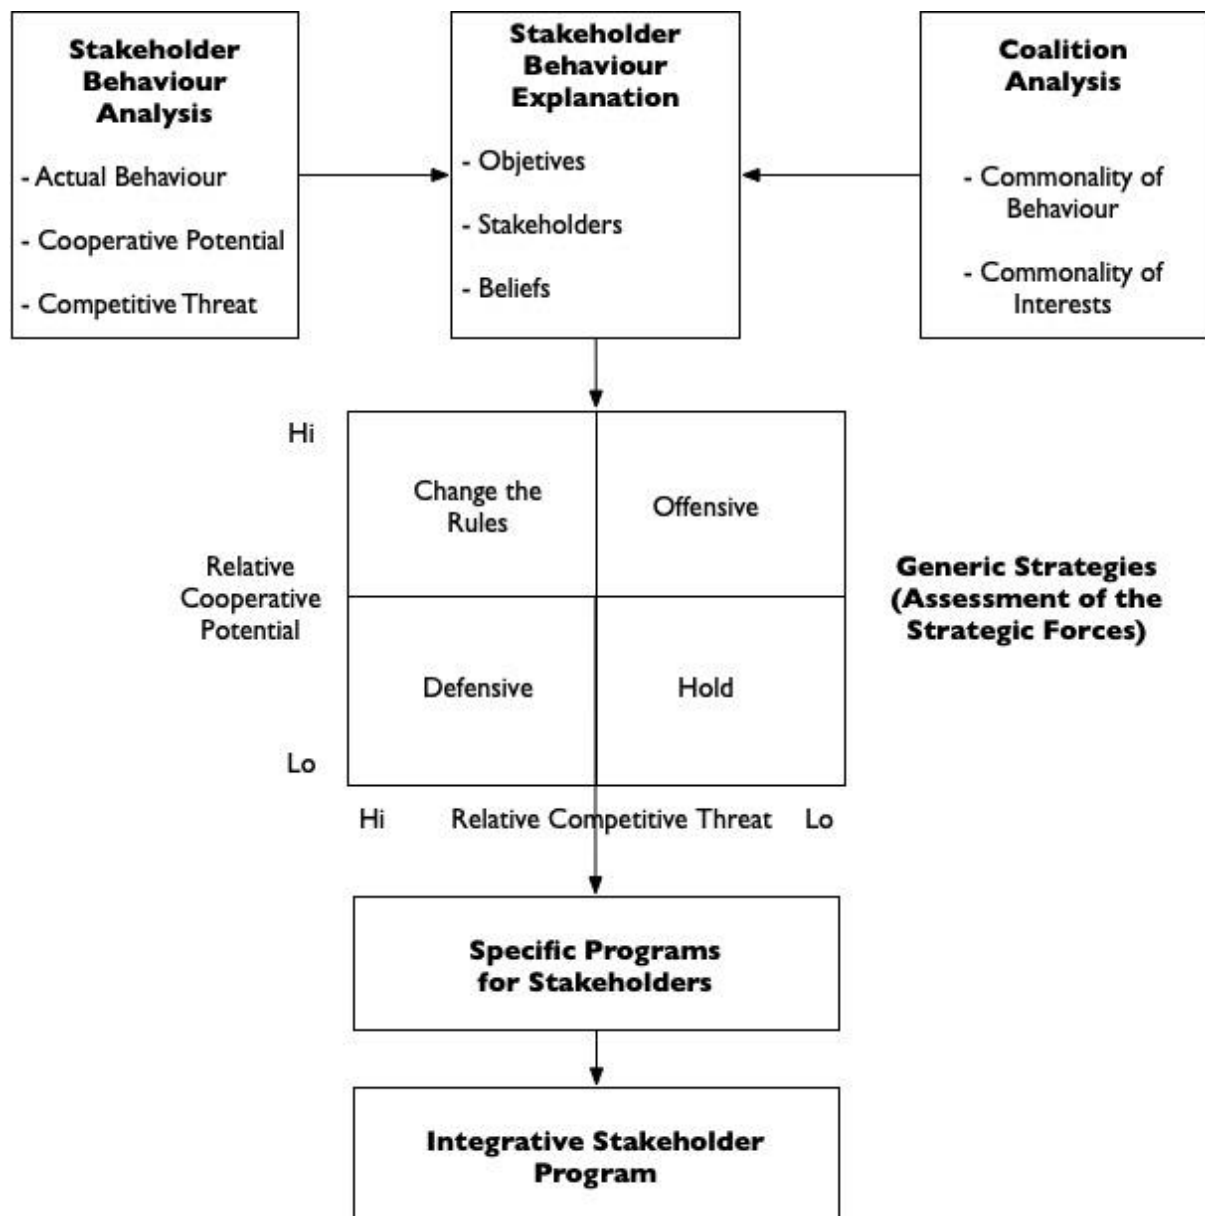 Stakeholder
Behaviour
Analysis
- Actual Behaviour
- Cooperative Potential
- Competitive Threat
Stakeholder
Behaviour
Explanation
- Objetives
- Stakeholders
- Beliefs
Coalition
Analysis
- Commonality of
Behaviour
- Commonality of
Interests
Hi
Change the
Rules
Offensive
Relative
Cooperative
Potential
Generic Strategies
(Assessment of the
Strategic Forces)
Defensive
Hold
Lo
Hi
Relative Competitive Threat
Lo
Specific Programs
for Stakeholders
Integrative Stakeholder
Program